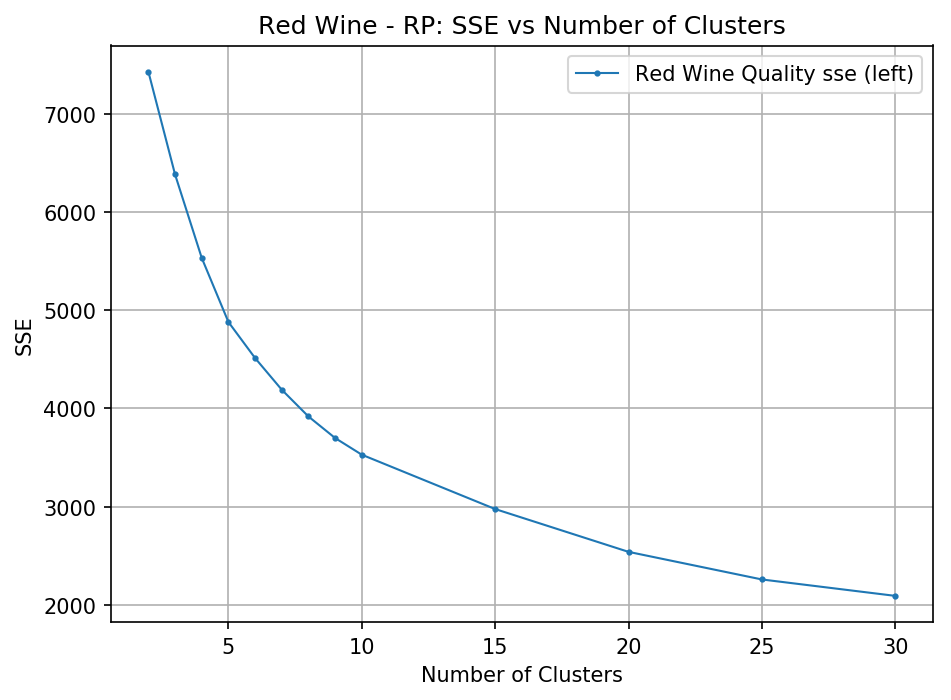 Red Wine - RP: SSE vs Number of Clusters
Red Wine Quality sse (left)
7000
6000
5000
4000
3000
2000
SSE
5 10 15 20 25 30
Number of Clusters